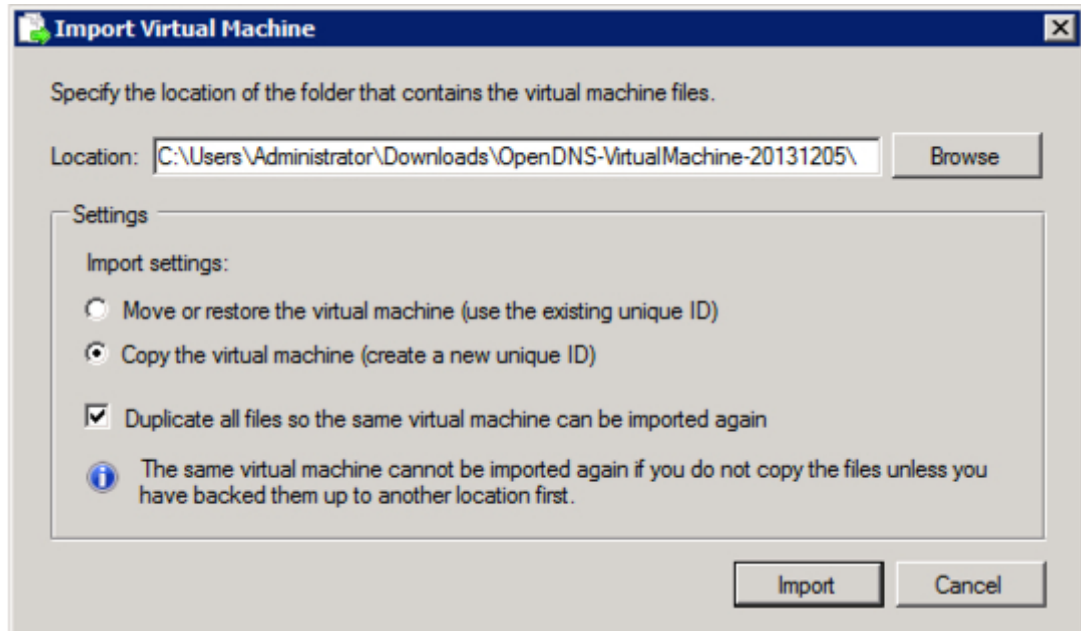 Import Virtual Machine
Specify the location of the folder that contains the virtual machine files.
Location: C:\Users\Administrator\Downloads\OpenDNS-VirtualMachine-20131205\ Browse
Settings
Import settings:
Move or restore the virtual machine (use the existing unique ID)
Copy the virtual machine (create a new unique ID)
Duplicate all files so the same virtual machine can be imported again
The same virtual machine cannot be imported again if you do not copy the files unless you
have backed them up to another location first.
Import Cancel